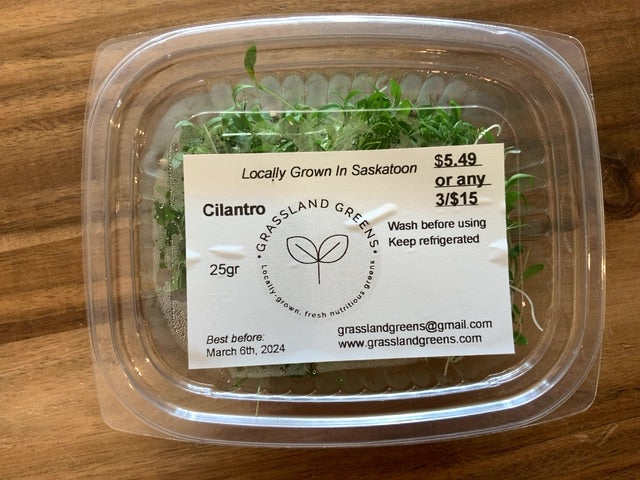 Locally Grown In Saskatoon
$5.49
or any
3/$15
Cilantro
25gr
GRASSLAND GREENS
Locally-grown, fresh nutritious greens
Wash before using
Keep refrigerated
Best before:
March 6th, 2024
grasslandgreens@gmail.com
www.grasslandgreens.com